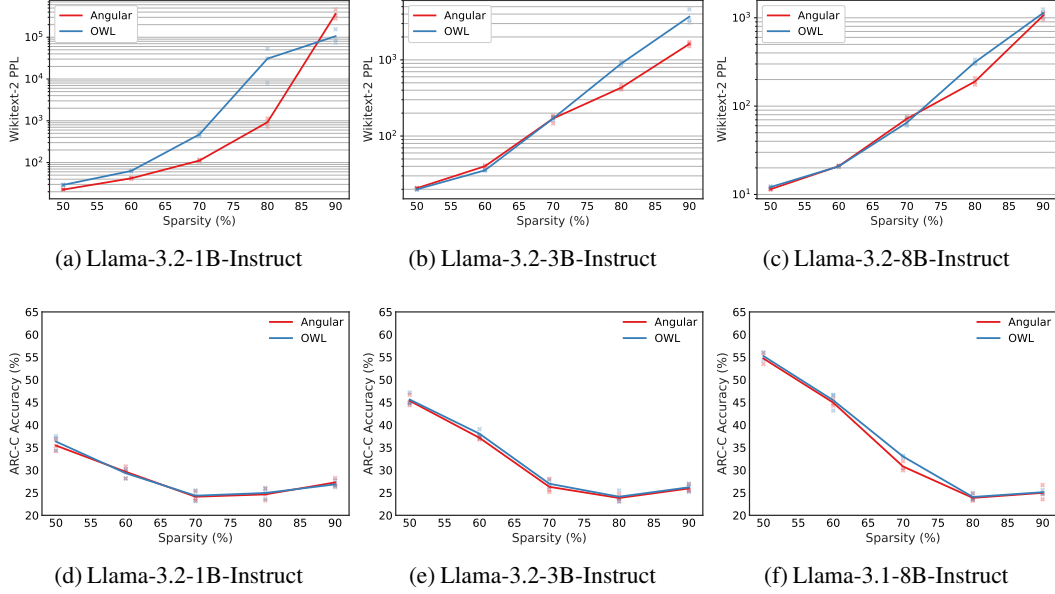 Angular
OWL
Wikitext-2 PPL
10^5
10^4
10^3
10^2
50 55 60 65 70 75 80 85 90
Sparsity (%)
(a) Llama-3.2-1B-Instruct
Angular
OWL
Wikitext-2 PPL
10^3
10^2
50 55 60 65 70 75 80 85 90
Sparsity (%)
(b) Llama-3.2-3B-Instruct
Angular
OWL
Wikitext-2 PPL
10^3
10^2
10^1
50 55 60 65 70 75 80 85 90
Sparsity (%)
(c) Llama-3.2-8B-Instruct
Angular
OWL
ARC-C Accuracy (%)
65
60
55
50
45
40
35
30
25
20
50 55 60 65 70 75 80 85 90
Sparsity (%)
(d) Llama-3.2-1B-Instruct
Angular
OWL
ARC-C Accuracy (%)
65
60
55
50
45
40
35
30
25
20
50 55 60 65 70 75 80 85 90
Sparsity (%)
(e) Llama-3.2-3B-Instruct
Angular
OWL
ARC-C Accuracy (%)
65
60
55
50
45
40
35
30
25
20
50 55 60 65 70 75 80 85 90
Sparsity (%)
(f) Llama-3.1-8B-Instruct